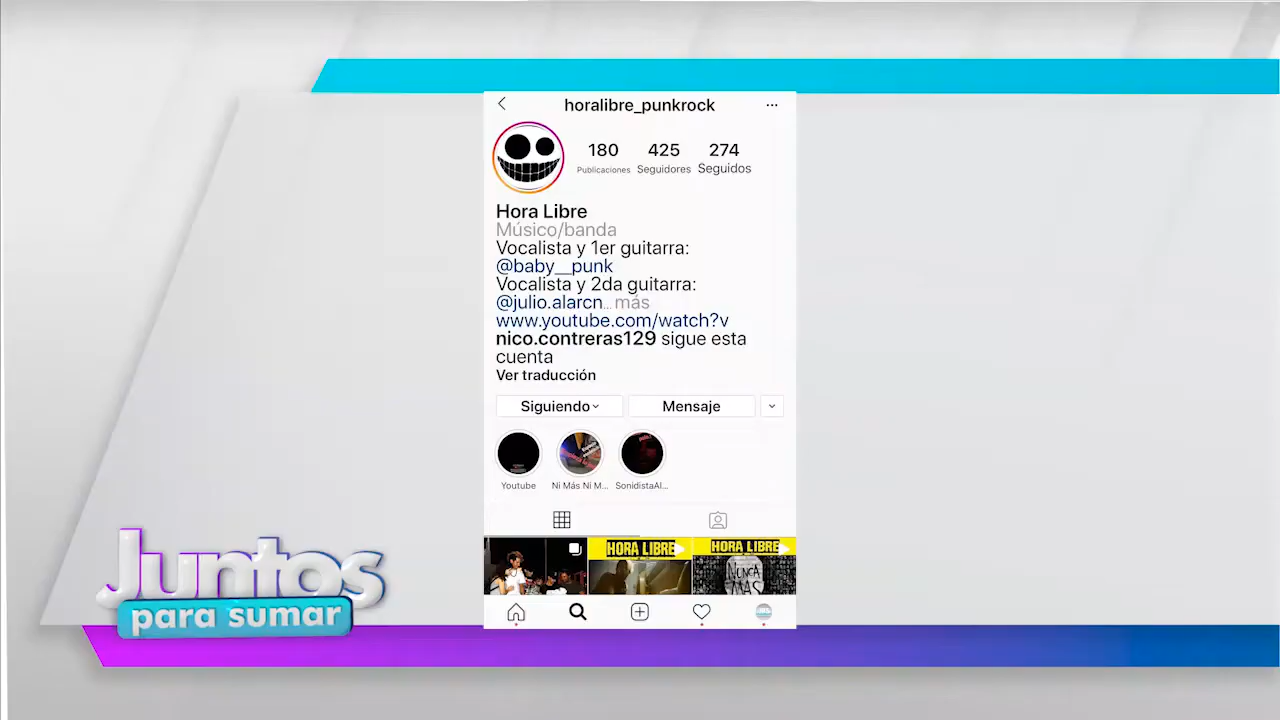 horalibre_punkrock
180
425
274
Publicaciones
Seguidores
Seguidos
Hora Libre
Músico/banda
Vocalista y 1er guitarra:
@baby__punk
Vocalista y 2da guitarra:
@julio.alarcn... más
www.youtube.com/watch?v
nico.contreras129 sigue esta
cuenta
Ver traducción
Siguiendo
Mensaje
Youtube
Ni Más Ni M...
SonidistaAl...
HORA LIBRE
HORA LIBRE
NUNCA
MAS
Juntos
para sumar